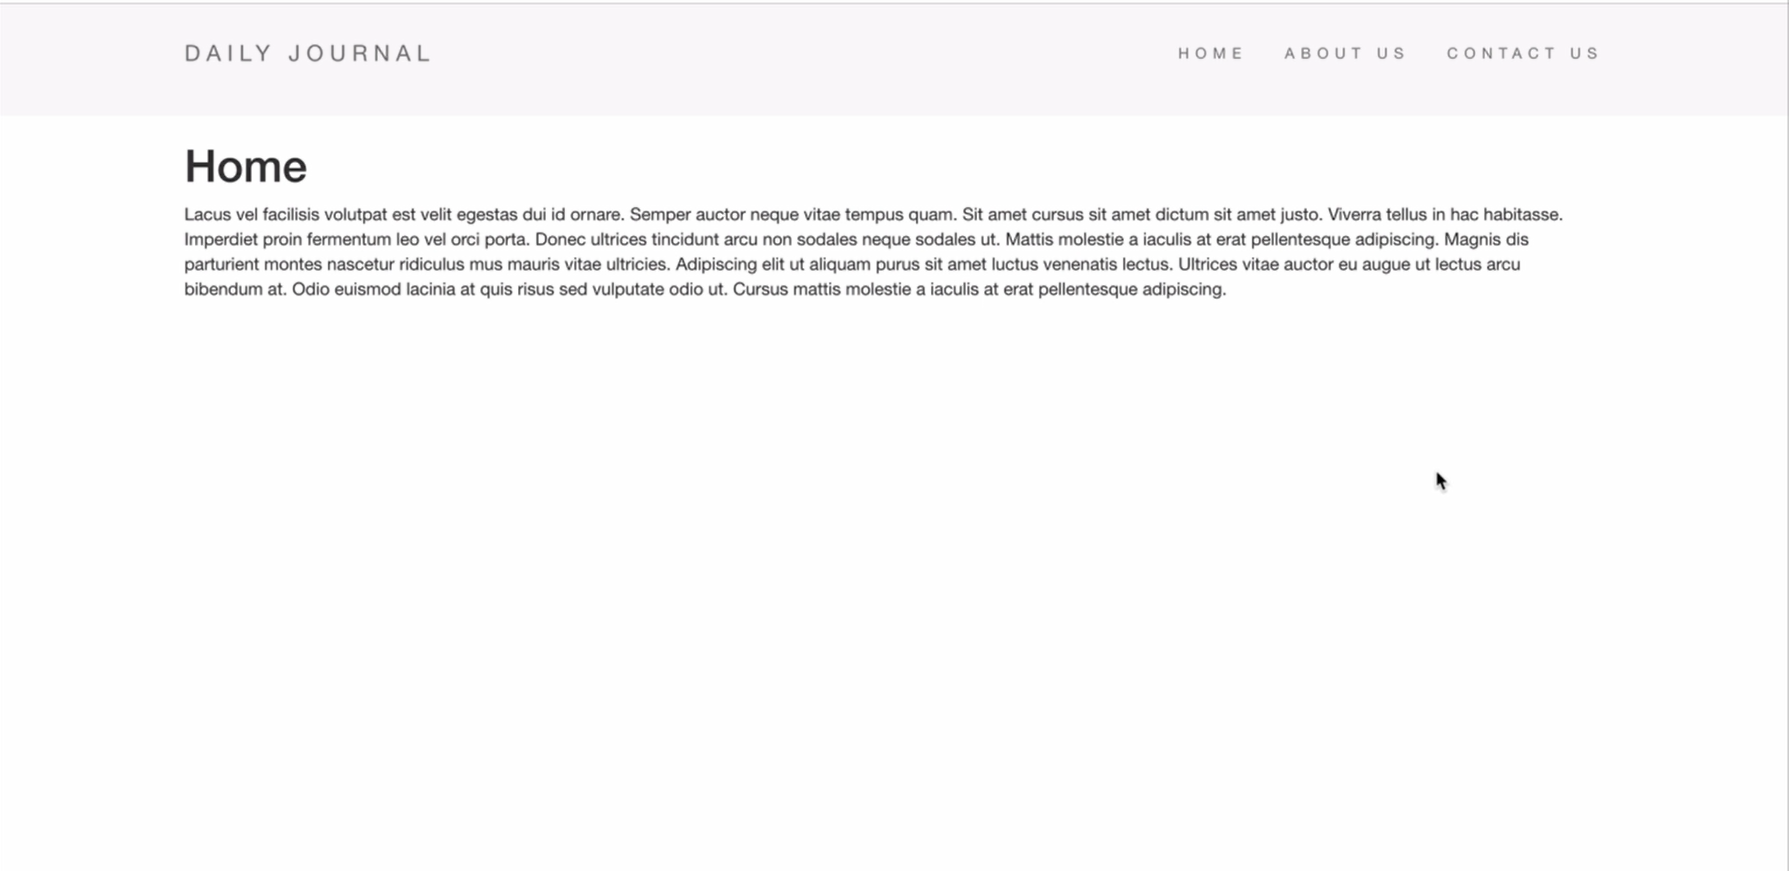 DAILY JOURNAL
HOME ABOUT US CONTACT US
Home
Lacus vel facilisis volutpat est velit egestas dui id ornare. Semper auctor neque vitae tempus quam. Sit amet cursus sit amet dictum sit amet justo. Viverra tellus in hac habitasse.
Imperdiet proin fermentum leo vel orci porta. Donec ultrices tincidunt arcu non sodales neque sodales ut. Mattis molestie a iaculis at erat pellentesque adipiscing. Magnis dis
parturient montes nascetur ridiculus mus mauris vitae ultricies. Adipiscing elit ut aliquam purus sit amet luctus venenatis lectus. Ultrices vitae auctor eu augue ut lectus arcu
bibendum at. Odio euismod lacinia at quis risus sed vulputate odio ut. Cursus mattis molestie a iaculis at erat pellentesque adipiscing.